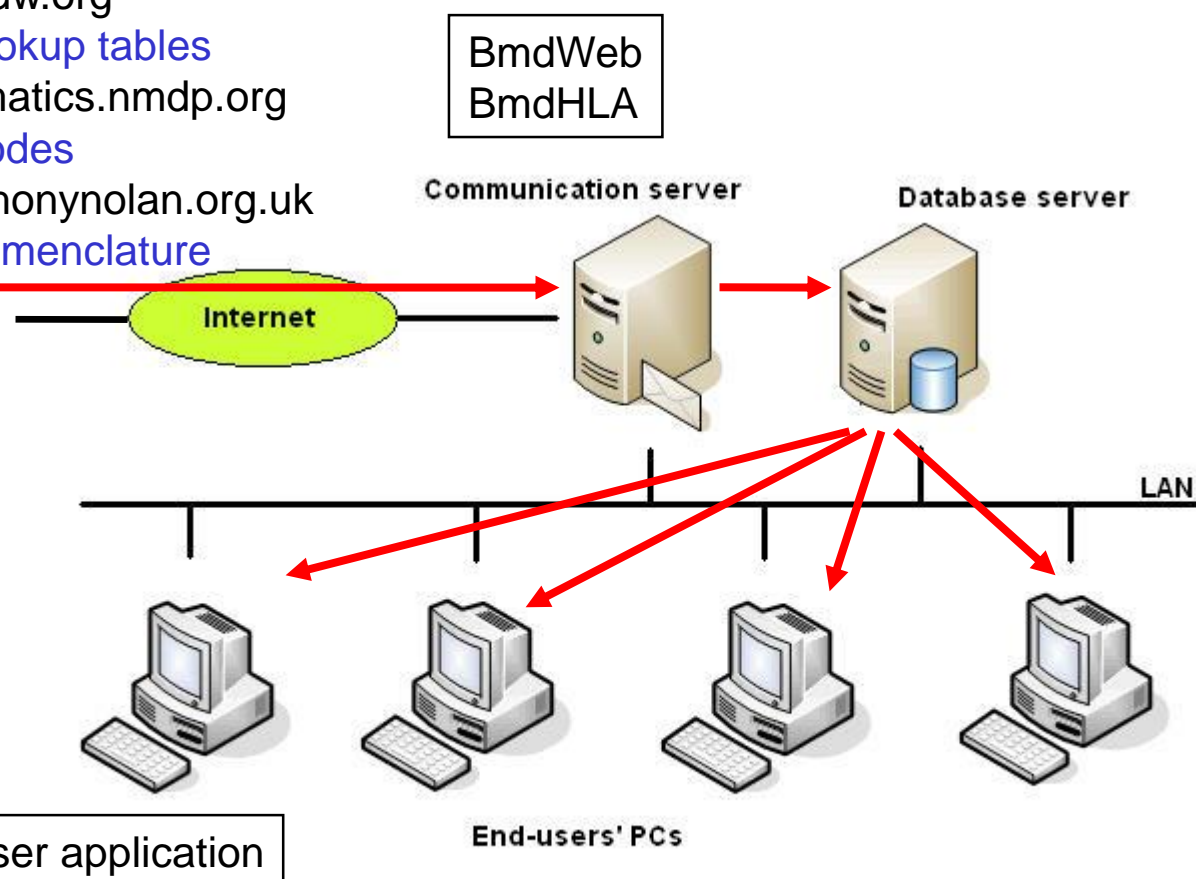 dw.org
okup tables
natics.nmdp.org
odes
honynolan.org.uk
menclature
BmdWeb
BmdHLA
Communication server
Database server
Internet
LAN
End-users' PCs
ser application